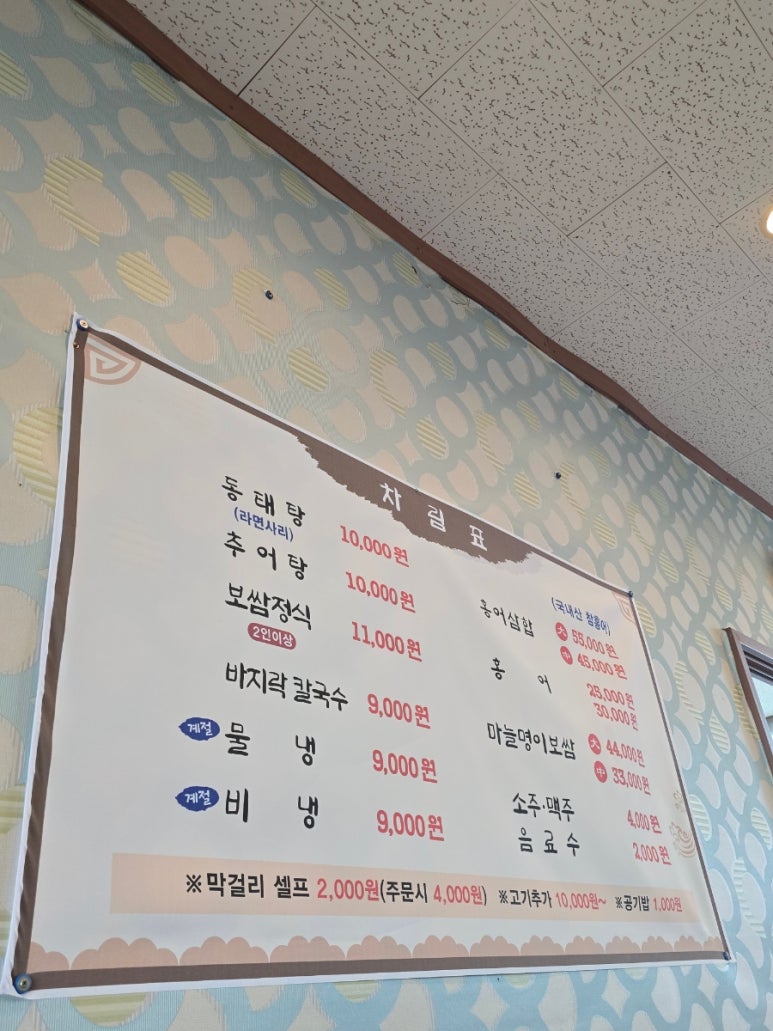 차림표
동태탕 10,000원
(라면사리)
추어탕 10,000원
보쌈정식 11,000원
2인이상
바지락 칼국수 9,000원
계절 물 냉 9,000원
계절 비 냉 9,000원
(국내산 참홍어)
홍어삼합 大 55,000원
中 45,000원
홍 어 25,000원
30,000원
마늘명이보쌈 大 44,000원
中 33,000원
소주·맥주 4,000원
음료수 2,000원
※막걸리 셀프 2,000원(주문시 4,000원) ※고기추가 10,000원~ ※공기밥 1,000원